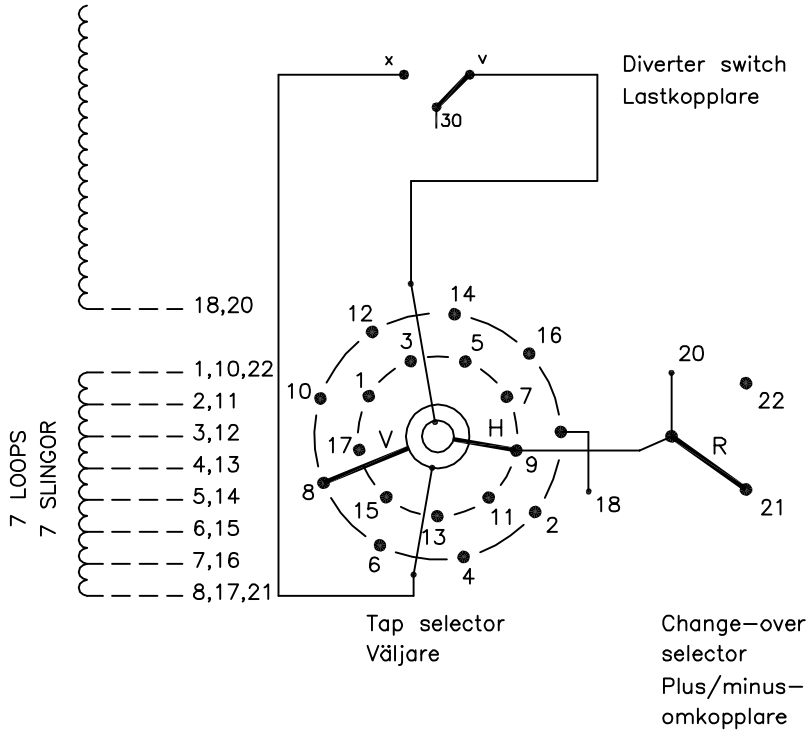 x
v
30
Diverter switch
Lastkopplare
18,20
1,10,22
2,11
3,12
4,13
5,14
6,15
7,16
8,17,21
7 LOOPS
7 SLINGOR
12
14
16
3
5
10
1
7
17
V
H
9
8
15
11
2
13
6
4
18
20
22
R
21
Tap selector
Väljare
Change-over
selector
Plus/minus-
omkopplare